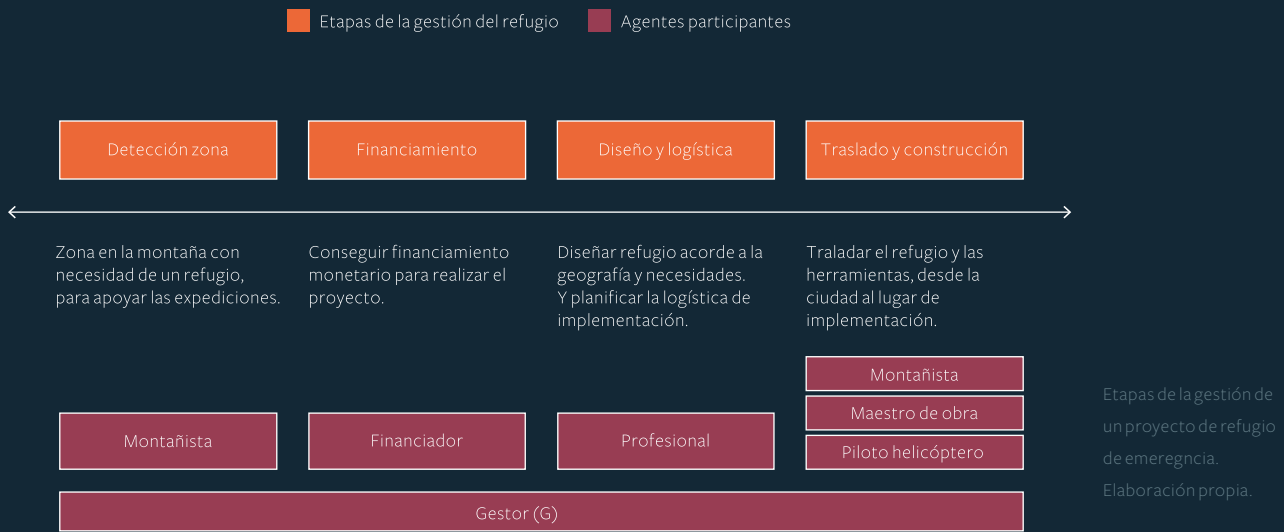 Etapas de la gestión del refugio
Agentes participantes
Detección zona
Financiamiento
Diseño y logística
Traslado y construcción
Zona en la montaña con
necesidad de un refugio,
para apoyar las expediciones.
Conseguir financiamiento
monetario para realizar el
proyecto.
Diseñar refugio acorde a la
geografía y necesidades.
Y planificar la logística de
implementación.
Traladar el refugio y las
herramientas, desde la
ciudad al lugar de
implementación.
Montañista
Financiador
Profesional
Montañista
Maestro de obra
Piloto helicóptero
Gestor (G)
Etapas de la gestión de
un proyecto de refugio
de emeregncia.
Elaboración propia.